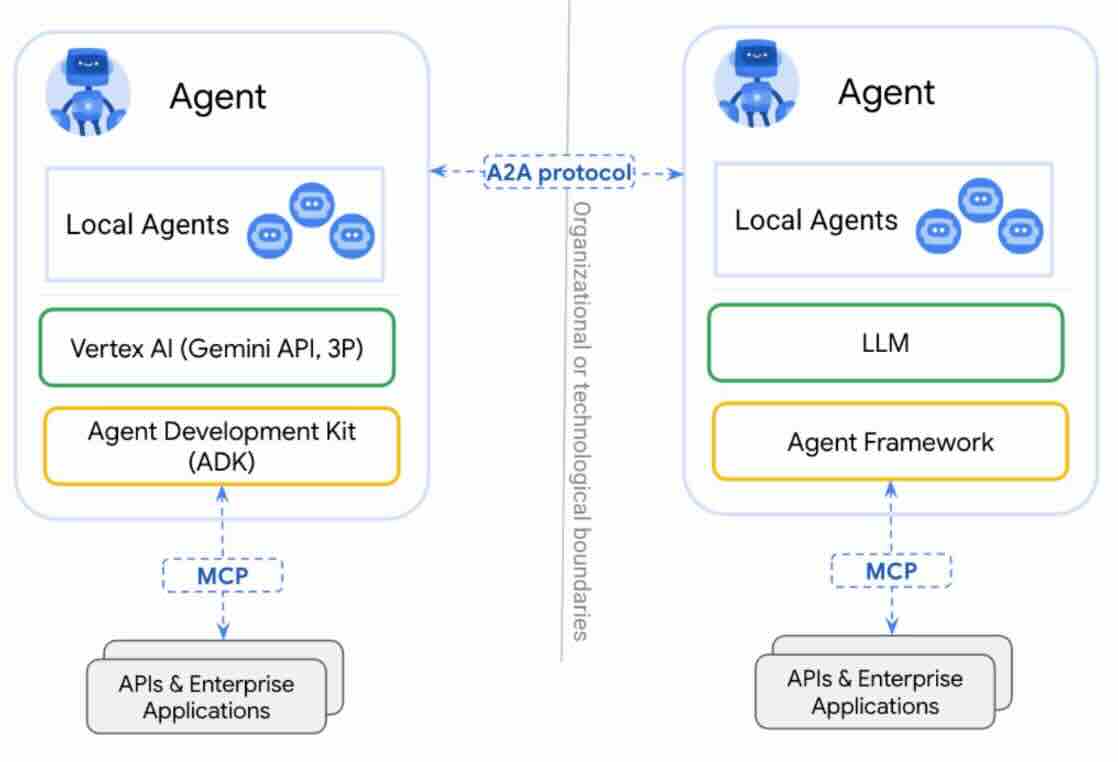 Agent
Local Agents
Vertex AI (Gemini API, 3P)
Agent Development Kit
(ADK)
MCP
APIs & Enterprise
Applications
A2A protocol
Organizational or technological boundaries
Agent
Local Agents
LLM
Agent Framework
MCP
APIs & Enterprise
Applications